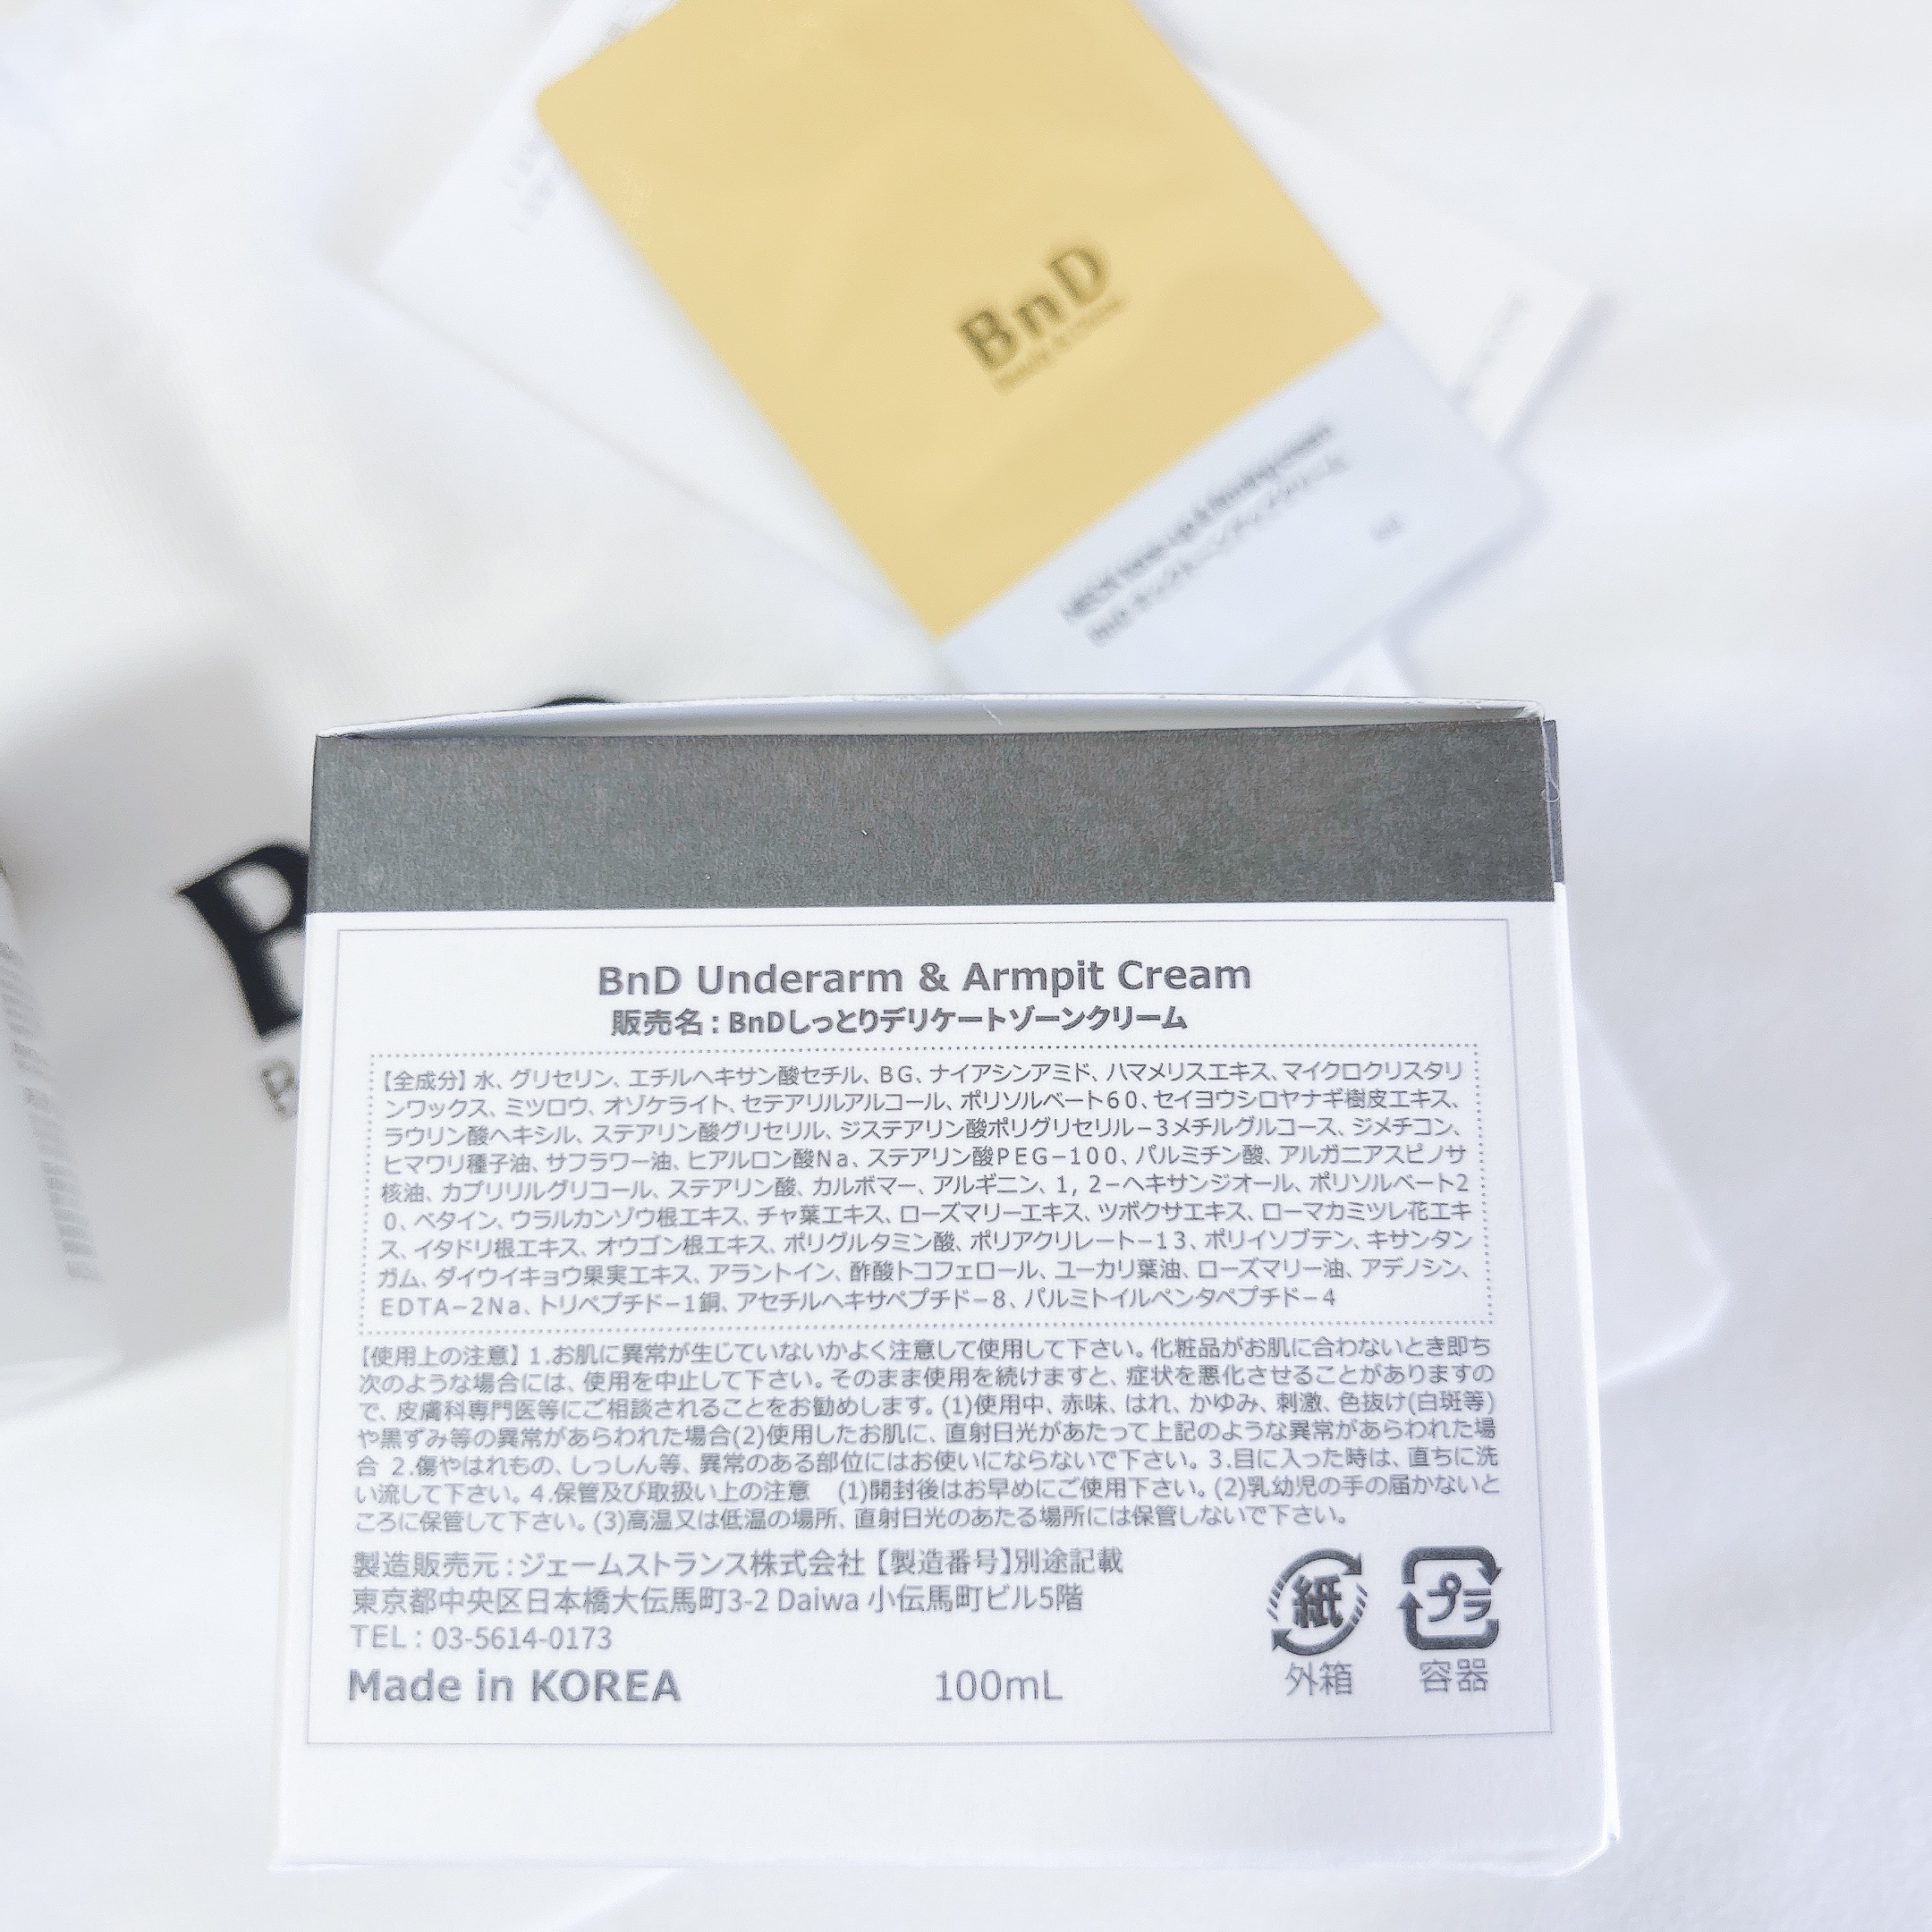 BnD
BnD
BnD Underarm & Armpit Cream
販売名：BnDしっとりデリケートゾーンクリーム
【全成分】水、グリセリン、エチルヘキサン酸セチル、BG、ナイアシンアミド、ハマメリスエキス、マイクロクリスタリ
ンワックス、ミツロウ、オゾケライト、セテアリルアルコール、ポリソルベート60、セイヨウシロヤナギ樹皮エキス、
ラウリン酸ヘキシル、ステアリン酸グリセリル、ジステアリン酸ポリグリセリル−3メチルグルコース、ジメチコン、
ヒマワリ種子油、サフラワー油、ヒアルロン酸Na、ステアリン酸PEG−100、パルミチン酸、アルガニアスピノサ
核油、カプリリルグリコール、ステアリン酸、カルボマー、アルギニン、1，2−ヘキサンジオール、ポリソルベート2
0、ベタイン、ウラルカンゾウ根エキス、チャ葉エキス、ローズマリーエキス、ツボクサエキス、ローマカミツレ花エキ
ス、イタドリ根エキス、オウゴン根エキス、ポリグルタミン酸、ポリアクリレート−13、ポリイソブテン、キサンタン
ガム、ダイウイキョウ果実エキス、アラントイン、酢酸トコフェロール、ユーカリ葉油、ローズマリー油、アデノシン、
EDTA−2Na、トリペプチド−1銅、アセチルヘキサペプチド−8、パルミトイルペンタペプチド−4
【使用上の注意】1.お肌に異常が生じていないかよく注意して使用して下さい。化粧品がお肌に合わないとき即ち
次のような場合には、使用を中止して下さい。そのまま使用を続けますと、症状を悪化させることがありますの
で、皮膚科専門医等にご相談されることをお勧めします。(1)使用中、赤味、はれ、かゆみ、刺激、色抜け(白斑等)
や黒ずみ等の異常があらわれた場合(2)使用したお肌に、直射日光があたって上記のような異常があらわれた場
合 2.傷やはれもの、しっしん等、異常のある部位にはお使いにならないで下さい。3.目に入った時は、直ちに洗
い流して下さい。4.保管及び取扱い上の注意　(1)開封後はお早めにご使用下さい。(2)乳幼児の手の届かないと
ころに保管して下さい。(3)高温又は低温の場所、直射日光のあたる場所には保管しないで下さい。
製造販売元：ジェームストランス株式会社【製造番号】別途記載
東京都中央区日本橋大伝馬町3-2 Daiwa 小伝馬町ビル5階
TEL：03-5614-0173
Made in KOREA 100mL
紙 プラ
外箱 容器